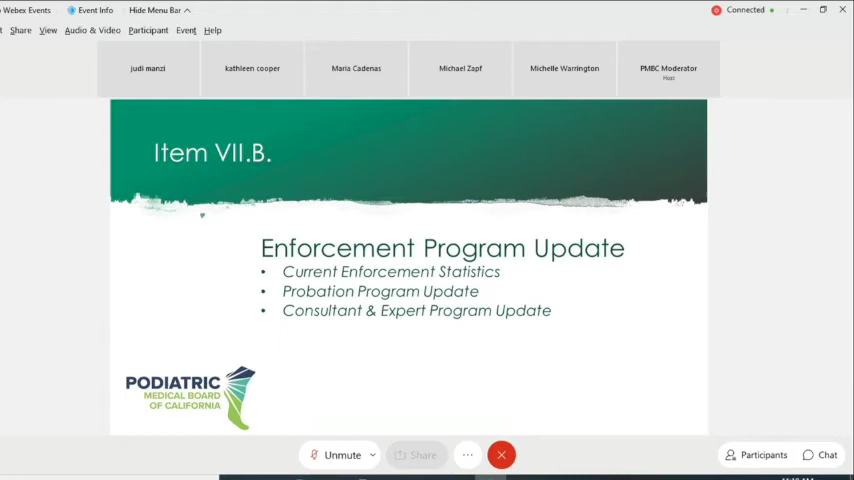 Webex Events Event Info Hide Menu Bar Connected
Share View Audio & Video Participant Event Help
judi manzi kathleen cooper Maria Cadenas Michael Zapf Michelle Warrington PMBC Moderator
Host
Item VII.B.
Enforcement Program Update
• Current Enforcement Statistics
• Probation Program Update
• Consultant & Expert Program Update
PODIATRIC
MEDICAL BOARD
OF CALIFORNIA
Unmute Share Participants Chat